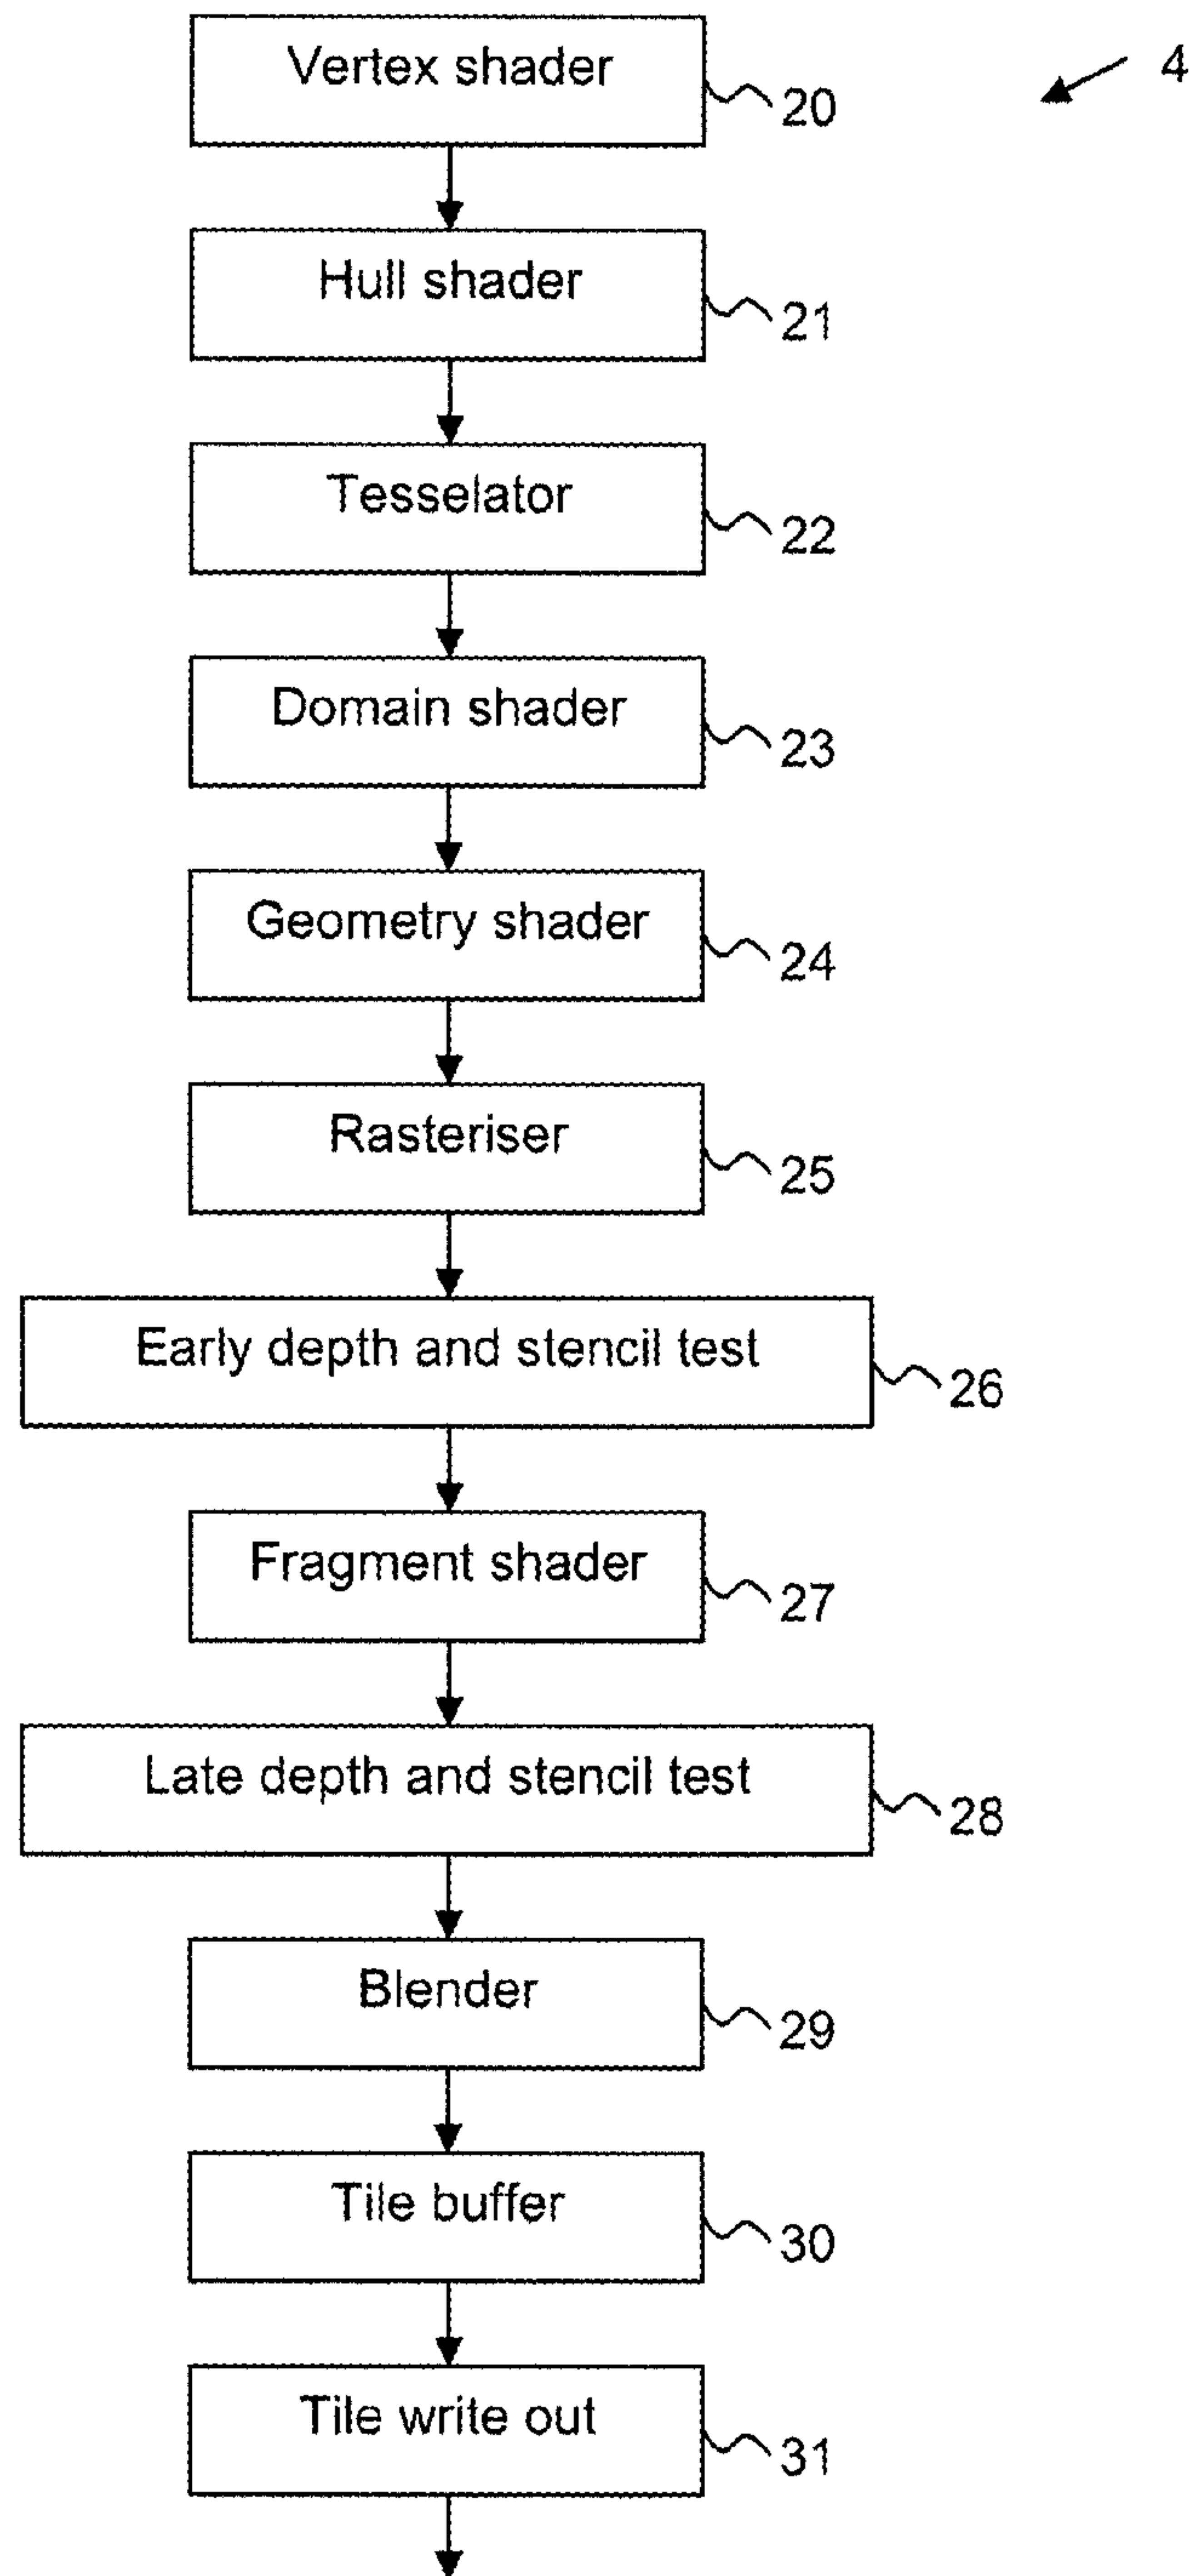 Vertex shader
20
4
Hull shader
21
Tesselator
22
Domain shader
23
Geometry shader
24
Rasteriser
25
Early depth and stencil test
26
Fragment shader
27
Late depth and stencil test
28
Blender
29
Tile buffer
30
Tile write out
31